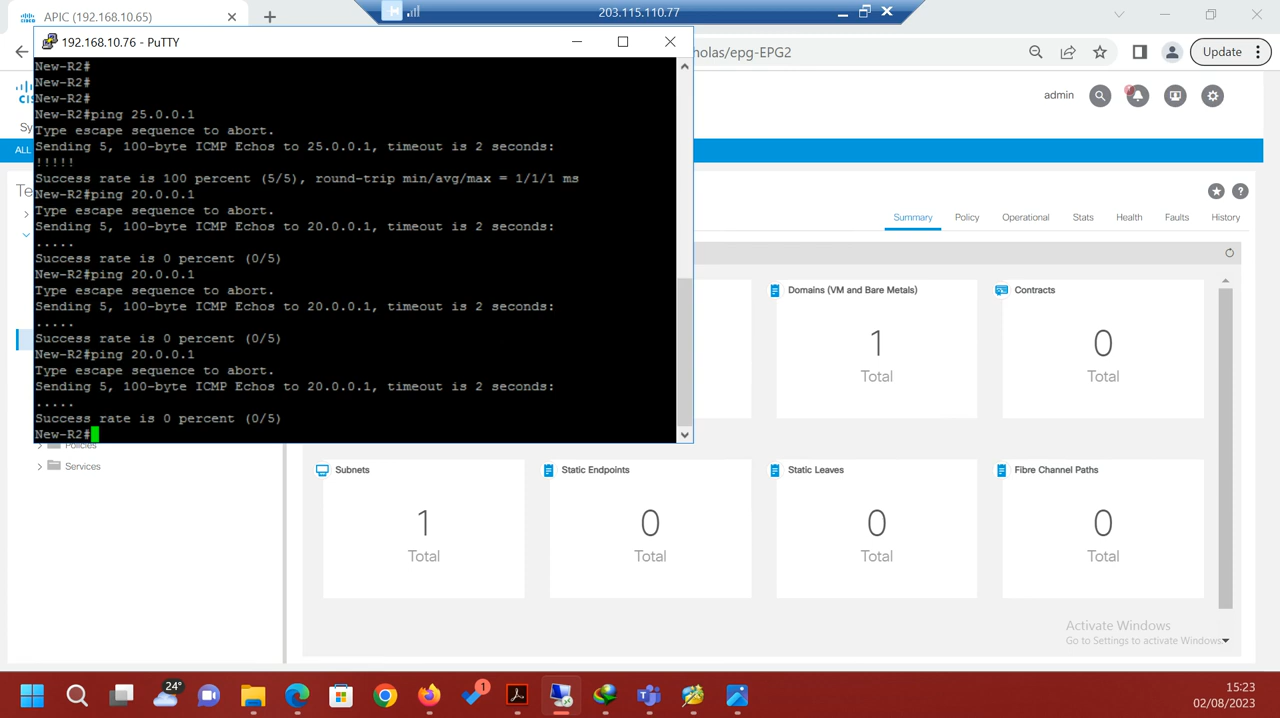 APIC (192.168.10.65)
203.115.110.77
192.168.10.76 - PuTTY
holas/epg-EPG2
Update
admin
Sy
ALL
Te
New-R2#
New-R2#
New-R2#
New-R2#ping 25.0.0.1
Type escape sequence to abort.
Sending 5, 100-byte ICMP Echos to 25.0.0.1, timeout is 2 seconds:
!!!!!
Success rate is 100 percent (5/5), round-trip min/avg/max = 1/1/1 ms
New-R2#ping 20.0.0.1
Type escape sequence to abort.
Sending 5, 100-byte ICMP Echos to 20.0.0.1, timeout is 2 seconds:
.....
Success rate is 0 percent (0/5)
New-R2#ping 20.0.0.1
Type escape sequence to abort.
Sending 5, 100-byte ICMP Echos to 20.0.0.1, timeout is 2 seconds:
.....
Success rate is 0 percent (0/5)
New-R2#ping 20.0.0.1
Type escape sequence to abort.
Sending 5, 100-byte ICMP Echos to 20.0.0.1, timeout is 2 seconds:
.....
Success rate is 0 percent (0/5)
New-R2#
Policies
Services
Summary Policy Operational Stats Health Faults History
Domains (VM and Bare Metals)
1
Total
Contracts
0
Total
Subnets
1
Total
Static Endpoints
0
Total
Static Leaves
0
Total
Fibre Channel Paths
0
Total
Activate Windows
Go to Settings to activate Windows.
24°
1
15:23
02/08/2023